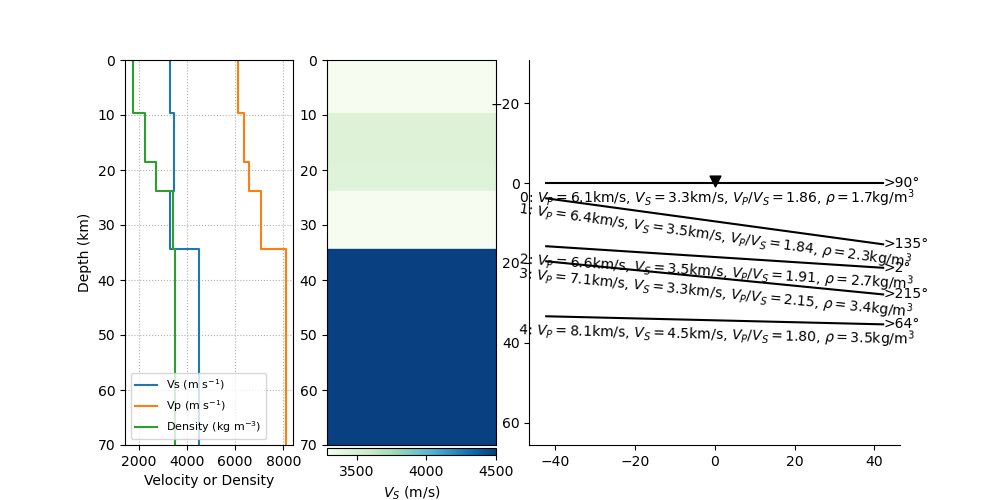 0
10
20
30
40
50
60
70
Depth (km)
2000 4000 6000 8000
Velocity or Density
Vs (m s⁻¹)
Vp (m s⁻¹)
Density (kg m⁻³)
0
10
20
30
40
50
60
70
3500 4000 4500
V_S (m/s)
−20
0
20
40
60
−40 −20 0 20 40
>90°
0: V_P = 6.1km/s, V_S = 3.3km/s, V_P/V_S = 1.86, ρ = 1.7kg/m³
1: V_P = 6.4km/s, V_S = 3.5km/s, V_P/V_S = 1.84, ρ = 2.3kg/m³
>135°
2: V_P = 6.6km/s, V_S = 3.5km/s, V_P/V_S = 1.91, ρ = 2.7kg/m³
>2°
3: V_P = 7.1km/s, V_S = 3.3km/s, V_P/V_S = 2.15, ρ = 3.4kg/m³
>215°
>64°
4: V_P = 8.1km/s, V_S = 4.5km/s, V_P/V_S = 1.80, ρ = 3.5kg/m³